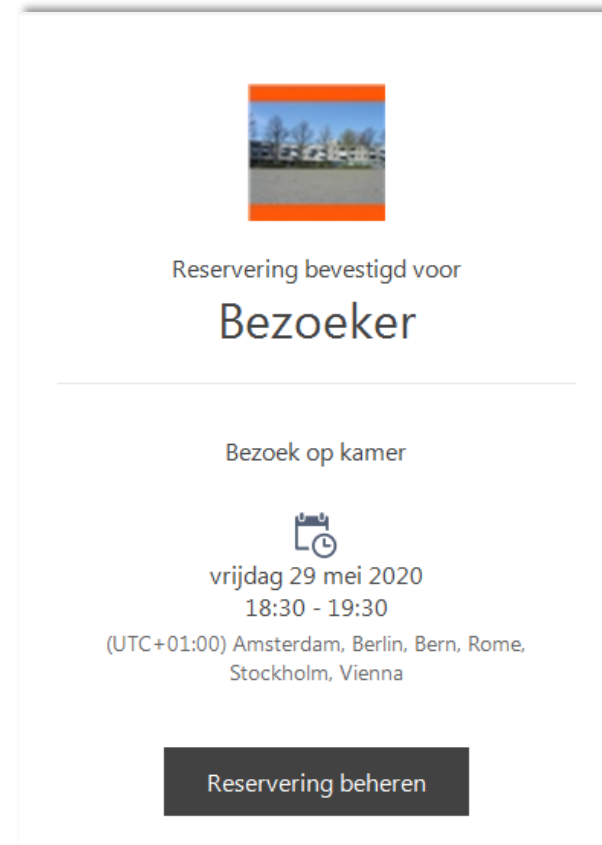 Reservering bevestigd voor
Bezoeker
Bezoek op kamer
vrijdag 29 mei 2020
18:30 - 19:30
(UTC+01:00) Amsterdam, Berlin, Bern, Rome,
Stockholm, Vienna
Reservering beheren